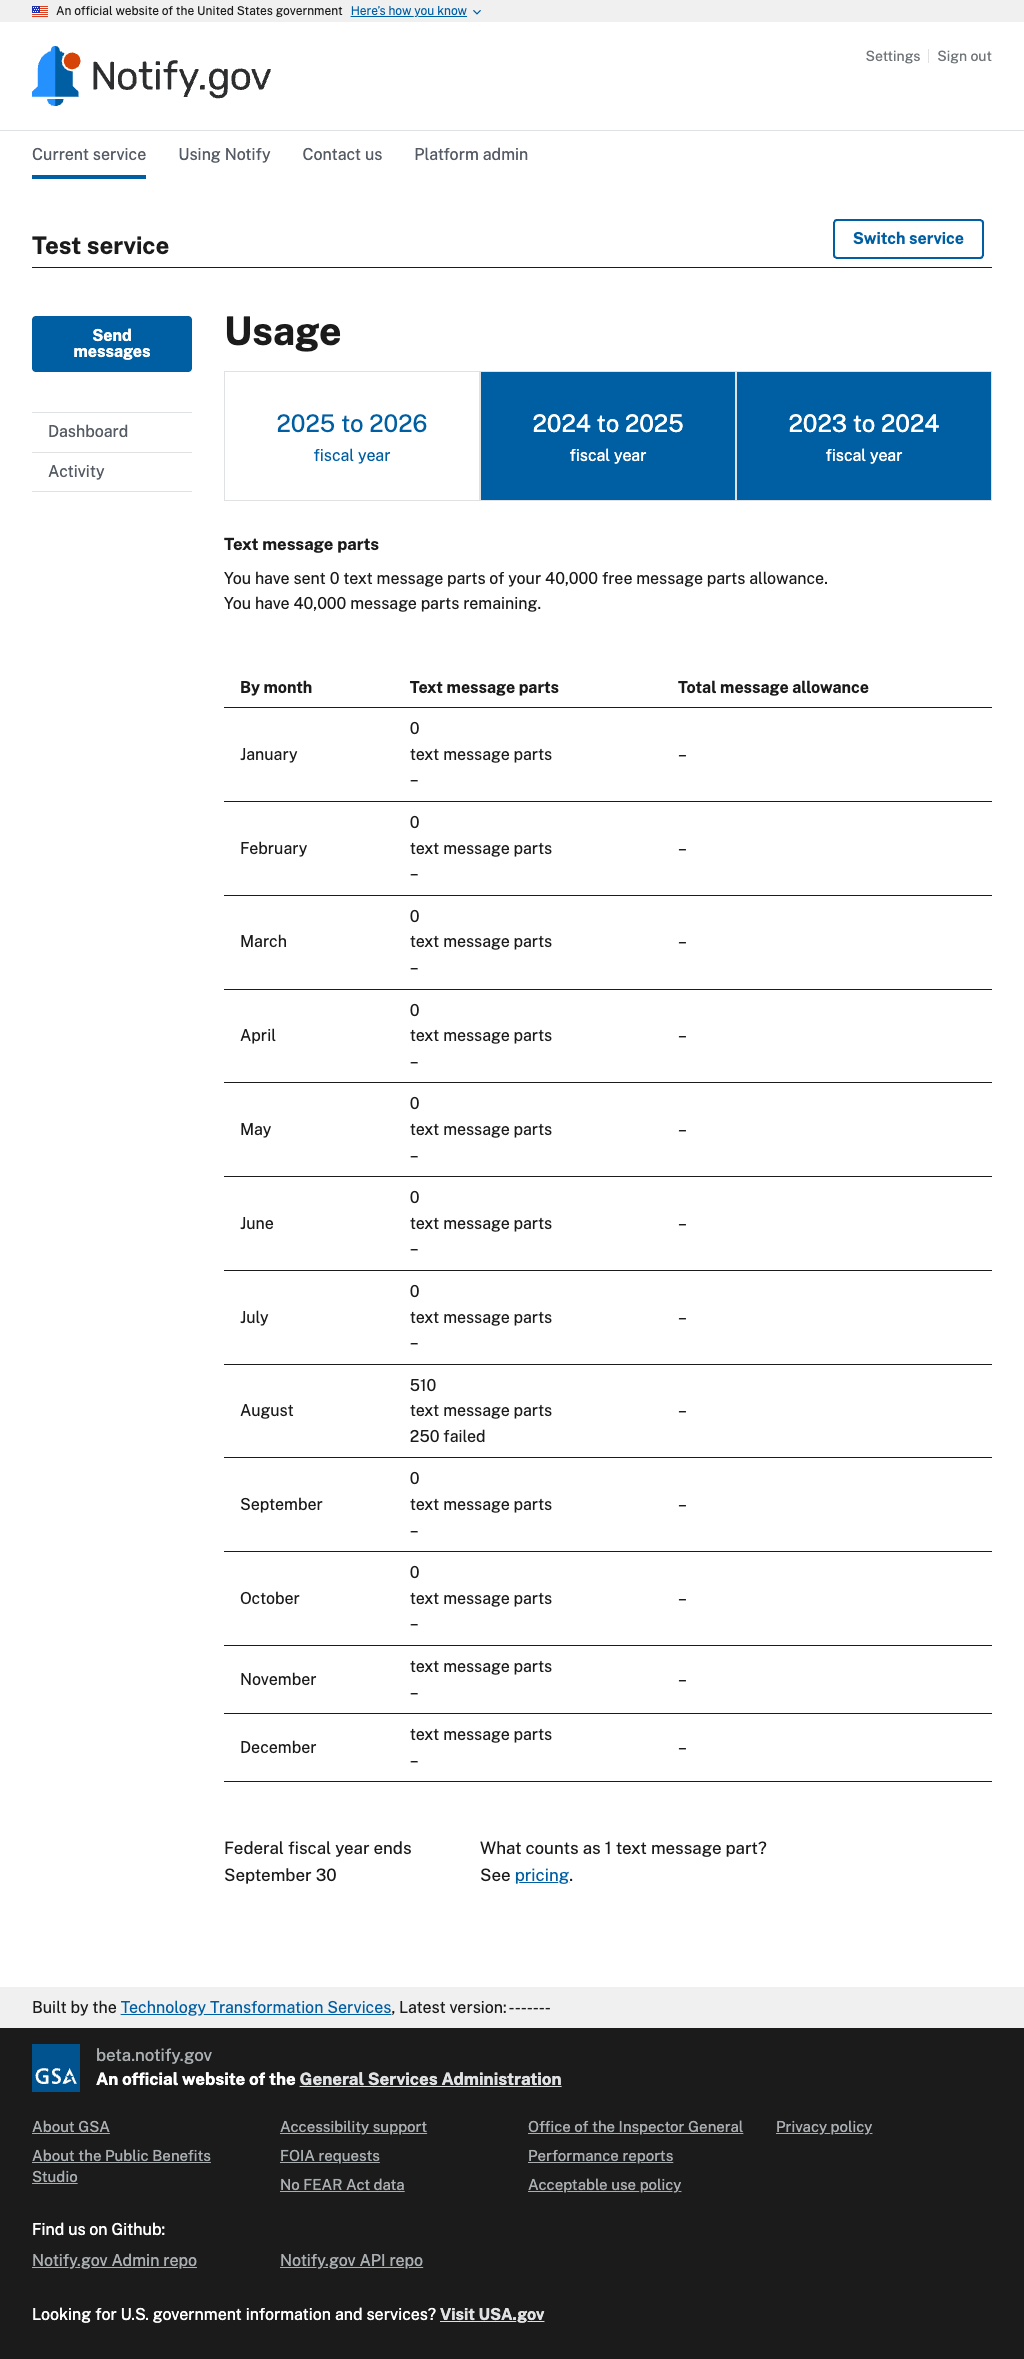 An official website of the United States government Here's how you know
Notify.gov
Settings Sign out
Current service Using Notify Contact us Platform admin
Test service
Switch service
Send
messages
Dashboard
Activity
Usage
2025 to 2026
fiscal year
2024 to 2025
fiscal year
2023 to 2024
fiscal year
Text message parts
You have sent 0 text message parts of your 40,000 free message parts allowance.
You have 40,000 message parts remaining.
By month Text message parts Total message allowance
0
January text message parts –
–
0
February text message parts –
–
0
March text message parts –
–
0
April text message parts –
–
0
May text message parts –
–
0
June text message parts –
–
0
July text message parts –
–
510
August text message parts –
250 failed
0
September text message parts –
–
0
October text message parts –
–
text message parts
November –
–
text message parts
December –
–
Federal fiscal year ends
September 30
What counts as 1 text message part?
See pricing.
Built by the Technology Transformation Services, Latest version:-------
GSA
beta.notify.gov
An official website of the General Services Administration
About GSA
About the Public Benefits
Studio
Accessibility support
FOIA requests
No FEAR Act data
Office of the Inspector General
Performance reports
Acceptable use policy
Privacy policy
Find us on Github:
Notify.gov Admin repo Notify.gov API repo
Looking for U.S. government information and services? Visit USA.gov